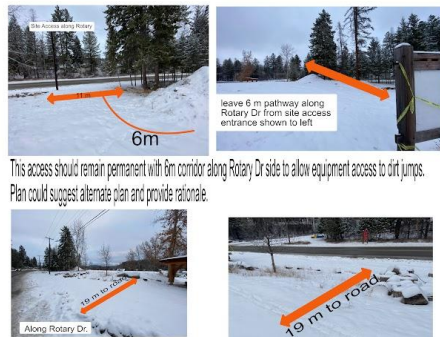 Site Access along Rotary
11 m
6m
leave 6 m pathway along
Rotary Dr from site access
entrance shown to left
This access should remain permanent with 6m corridor along Rotary Dr side to allow equipment access to dirt jumps.
Plan could suggest alternate plan and provide rationale.
19 m to road
Along Rotary Dr.
19 m to road